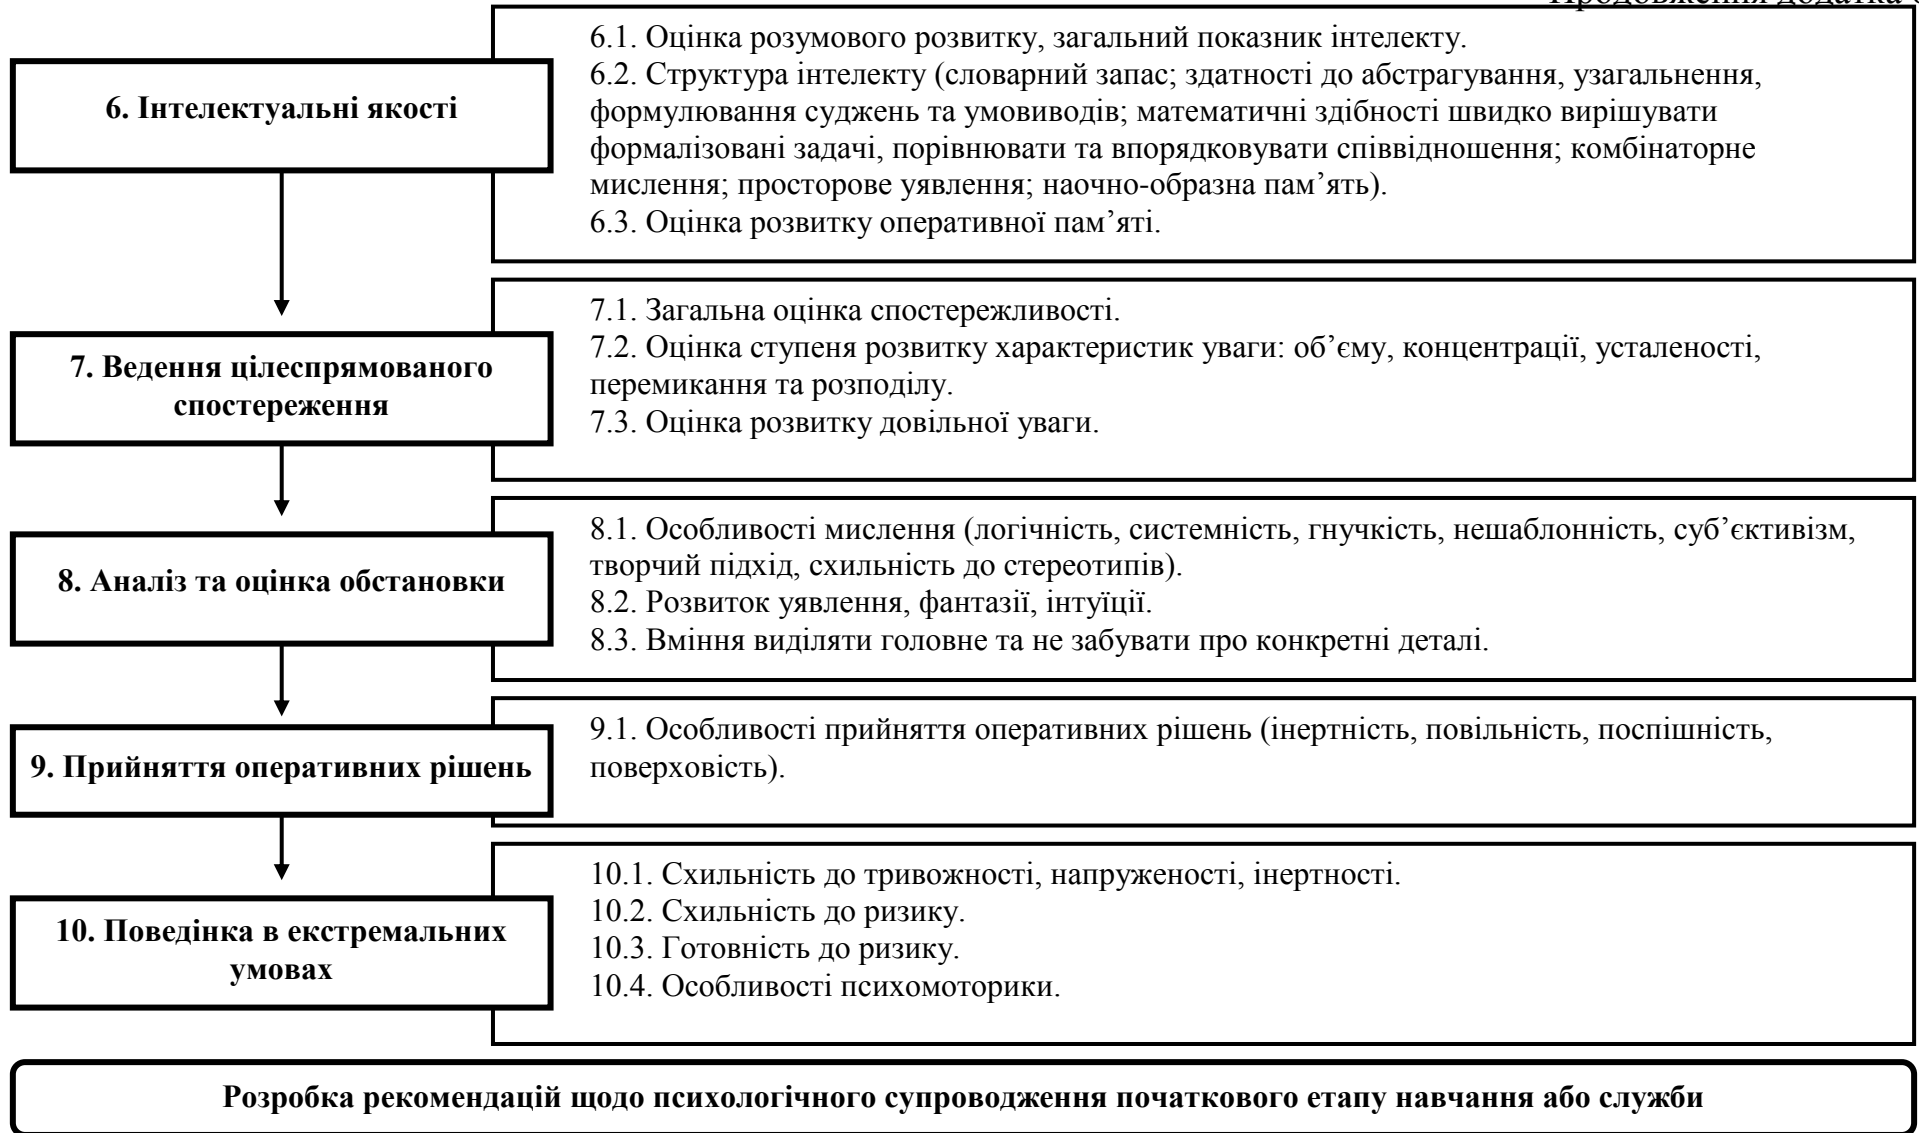 Продовження додатка
6. Інтелектуальні якості
6.1. Оцінка розумового розвитку, загальний показник інтелекту.
6.2. Структура інтелекту (словарний запас; здатності до абстрагування, узагальнення,
формулювання суджень та умовиводів; математичні здібності швидко вирішувати
формалізовані задачі, порівнювати та впорядковувати співвідношення; комбінаторне
мислення; просторове уявлення; наочно-образна пам’ять).
6.3. Оцінка розвитку оперативної пам’яті.
7. Ведення цілеспрямованого
спостереження
7.1. Загальна оцінка спостережливості.
7.2. Оцінка ступеня розвитку характеристик уваги: об’єму, концентрації, усталеності,
перемикання та розподілу.
7.3. Оцінка розвитку довільної уваги.
8. Аналіз та оцінка обстановки
8.1. Особливості мислення (логічність, системність, гнучкість, нешаблонність, суб’єктивізм,
творчий підхід, схильність до стереотипів).
8.2. Розвиток уявлення, фантазії, інтуїції.
8.3. Вміння виділяти головне та не забувати про конкретні деталі.
9. Прийняття оперативних рішень
9.1. Особливості прийняття оперативних рішень (інертність, повільність, поспішність,
поверховість).
10. Поведінка в екстремальних
умовах
10.1. Схильність до тривожності, напруженості, інертності.
10.2. Схильність до ризику.
10.3. Готовність до ризику.
10.4. Особливості психомоторики.
Розробка рекомендацій щодо психологічного супроводження початкового етапу навчання або служби